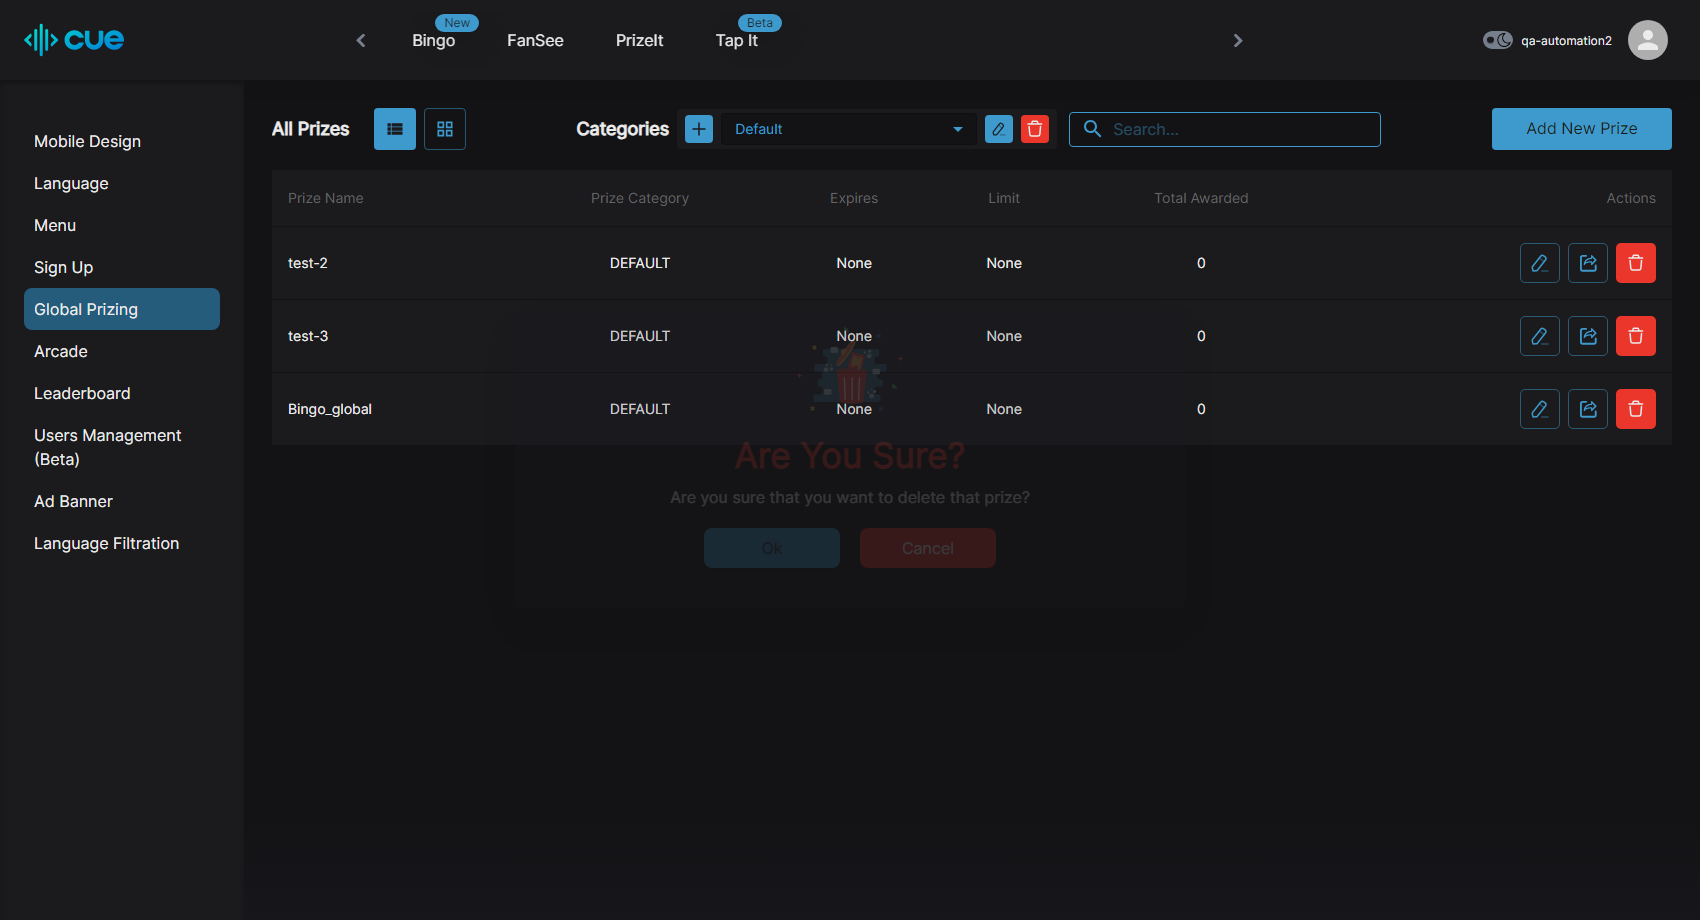 cue
New
Bingo
FanSee
PrizeIt
Beta
Tap It
qa-automation2
Mobile Design
Language
Menu
Sign Up
Global Prizing
Arcade
Leaderboard
Users Management
(Beta)
Ad Banner
Language Filtration
All Prizes
Categories
Default
Search...
Add New Prize
Prize Name Prize Category Expires Limit Total Awarded Actions
test-2 DEFAULT None None 0
test-3 DEFAULT None None 0
Bingo_global DEFAULT None None 0
Are You Sure?
Are you sure that you want to delete that prize?
Ok
Cancel